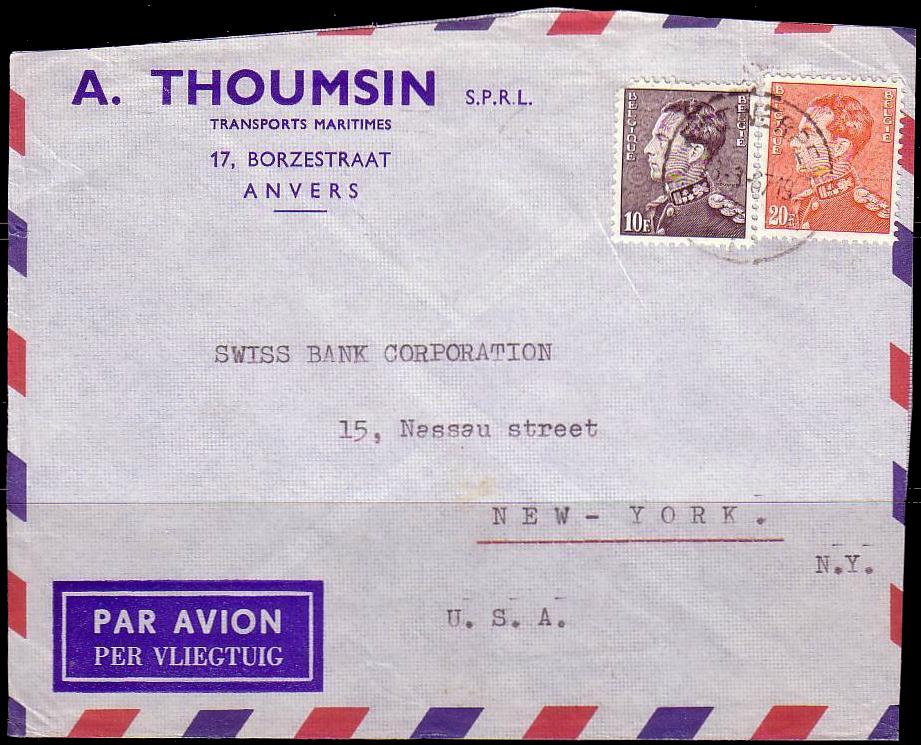 A. THOUMSIN S.P.R.L.
TRANSPORTS MARITIMES
17, BORZESTRAAT
ANVERS
BELGIQUE BELGIE
10F
BELGIQUE BELGIE
20F
SWISS BANK CORPORATION
15, Nassau street
NEW-YORK.
N.Y.
U. S. A.
PAR AVION
PER VLIEGTUIG